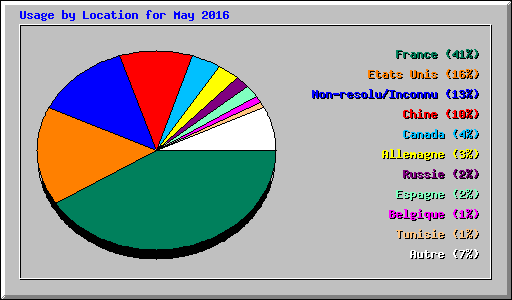 Usage by Location for May 2016
France (41%)
Etats Unis (16%)
Non-resolu/Inconnu (13%)
Chine (10%)
Canada (4%)
Allemagne (3%)
Russie (2%)
Espagne (2%)
Belgique (1%)
Tunisie (1%)
Autre (7%)